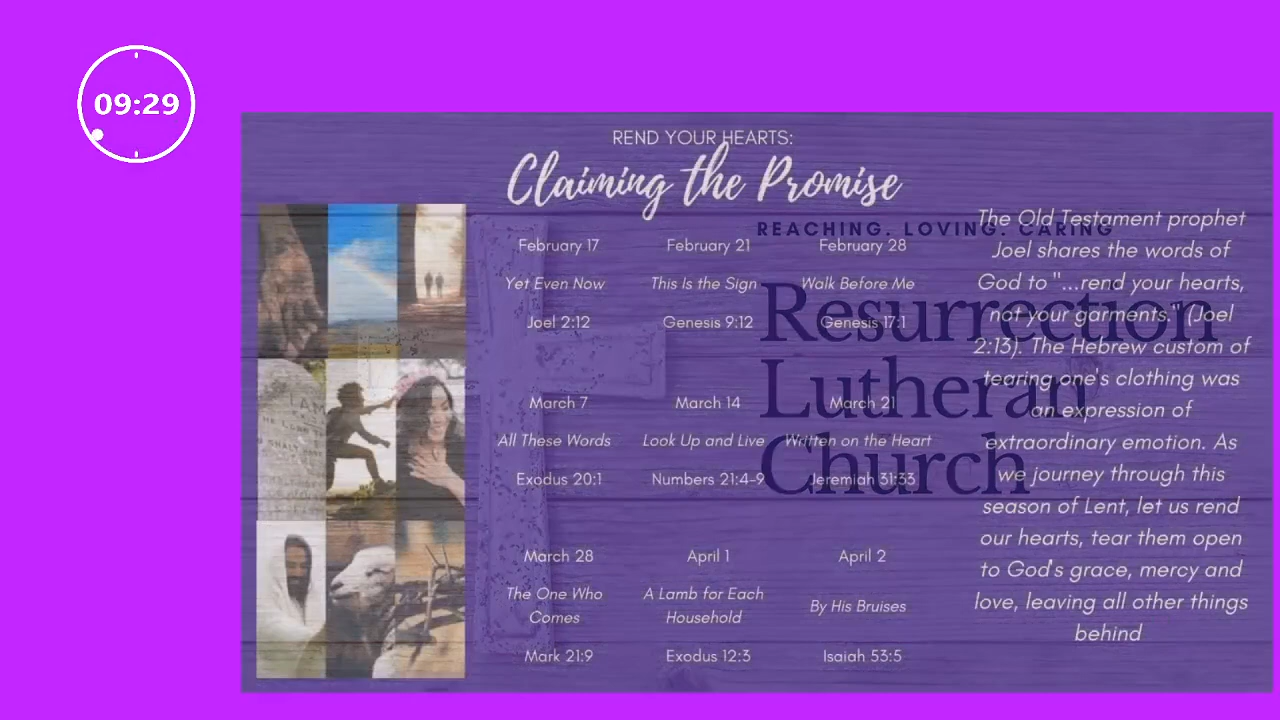 09:29
REND YOUR HEARTS:
Claiming the Promise
REACHING. LOVING. CARING
Resurrection
Lutheran
Church
February 17
Yet Even Now
Joel 2:12
February 21
This Is the Sign
Genesis 9:12
February 28
Walk Before Me
Genesis 17:1
March 7
All These Words
Exodus 20:1
March 14
Look Up and Live
Numbers 21:4-9
March 21
Written on the Heart
Jeremiah 31:33
March 28
The One Who
Comes
Mark 21:9
April 1
A Lamb for Each
Household
Exodus 12:3
April 2
By His Bruises
Isaiah 53:5
The Old Testament prophet
Joel shares the words of
God to "...rend your hearts,
not your garments." (Joel
2:13). The Hebrew custom of
tearing one's clothing was
an expression of
extraordinary emotion. As
we journey through this
season of Lent, let us rend
our hearts, tear them open
to God's grace, mercy and
love, leaving all other things
behind